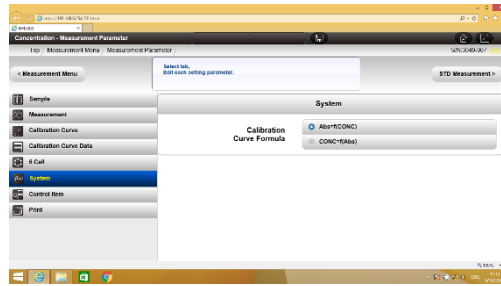 Concentration - Measurement Parameter
Top
Measurement Menu
Measurement Parameter
< Measurement Menu
Select tab,
Edit each setting parameter.
STD Measurement >
Sample
Measurement
Calibration Curve
Calibration Curve Data
6 Cell
System
Control Item
Print
System
Calibration
Curve Formula
Abs=f(CONC)
CONC=f(Abs)